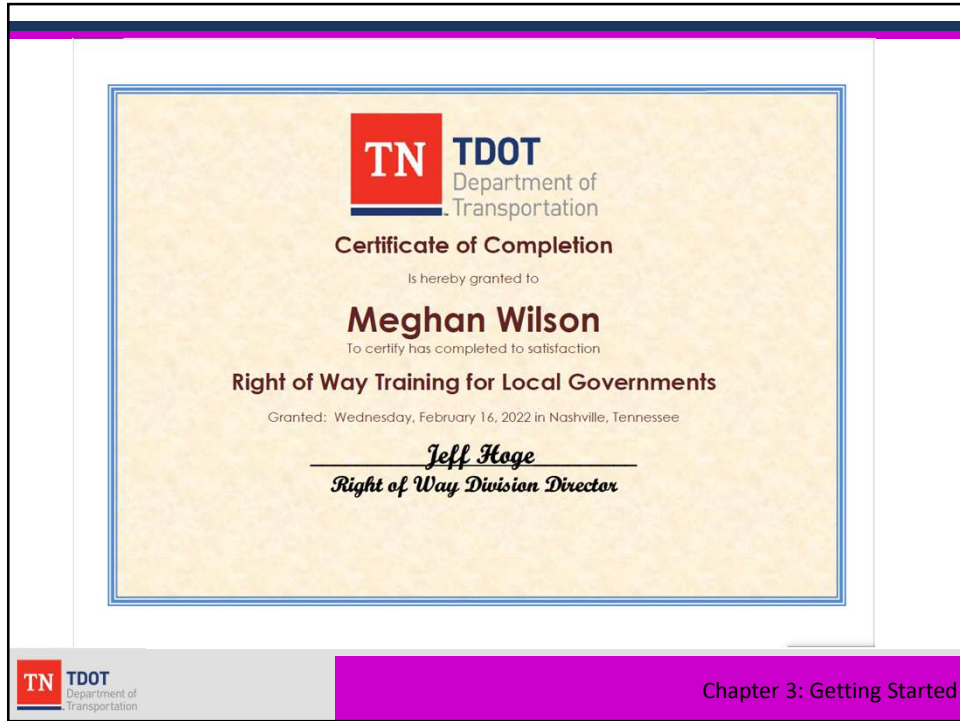 TN
TDOT
Department of
Transportation
Certificate of Completion
Is hereby granted to
Meghan Wilson
To certify has completed to satisfaction
Right of Way Training for Local Governments
Granted: Wednesday, February 16, 2022 in Nashville, Tennessee
Jeff Hoge
Right of Way Division Director
TN
TDOT
Department of
Transportation
Chapter 3: Getting Started